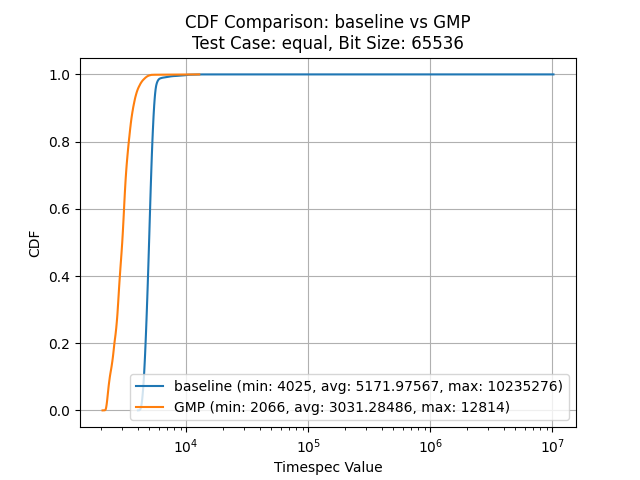 CDF Comparison: baseline vs GMP
Test Case: equal, Bit Size: 65536
1.0
0.8
0.6
0.4
0.2
0.0
CDF
baseline (min: 4025, avg: 5171.97567, max: 10235276)
GMP (min: 2066, avg: 3031.28486, max: 12814)
10⁴ 10⁵ 10⁶ 10⁷
Timespec Value